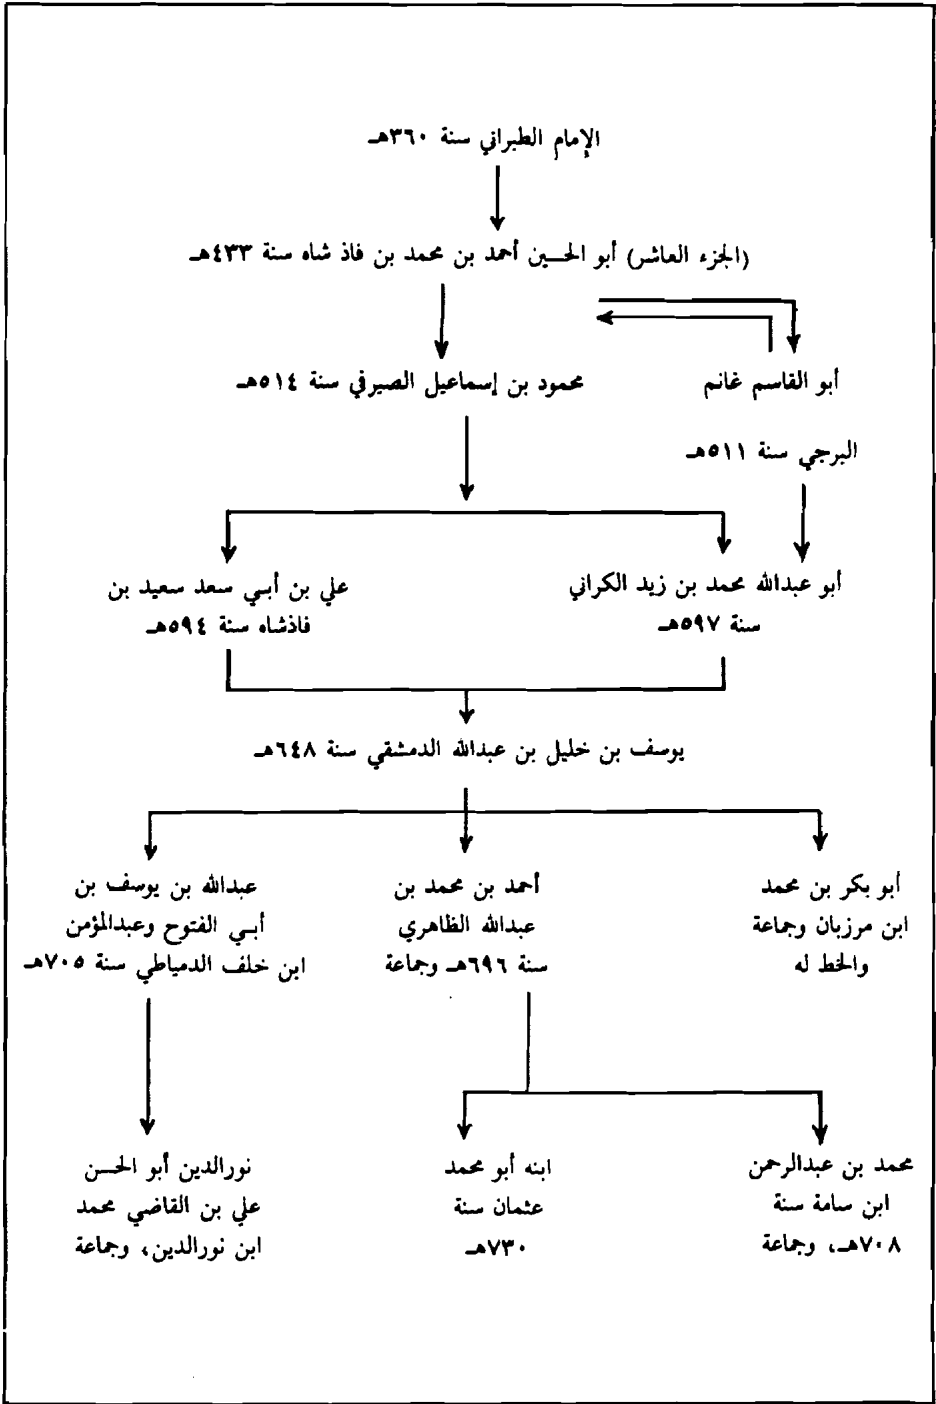 الإمام الطبراني سنة ٣٦٠هـ
(الجزء العاشر) أبو الحسين أحمد بن محمد بن فاذ شاه سنة ٤٣٣هـ
أبو القاسم غانم
البرجي سنة ٥١١هـ
محمود بن إسماعيل الصيرفي سنة ٥١٤هـ
أبو عبدالله محمد بن زيد الكراني
سنة ٥٩٧هـ
علي بن أبي سعد سعيد بن
فاذشاه سنة ٥٩٤هـ
يوسف بن خليل بن عبدالله الدمشقي سنة ٦٤٨هـ
أبو بكر بن محمد
ابن مرزبان وجماعة
والخط له
أحمد بن محمد بن
عبدالله الظاهري
سنة ٦٩٦هـ وجماعة
عبدالله بن يوسف بن
أبي الفتوح وعبدالمؤمن
ابن خلف الدمياطي سنة ٧٠٥هـ
محمد بن عبدالرحمن
ابن سامة سنة
٧٠٨هـ، وجماعة
ابنه أبو محمد
عثمان سنة
٧٣٠هـ
نورالدين أبو الحسن
علي بن القاضي محمد
ابن نورالدين، وجماعة